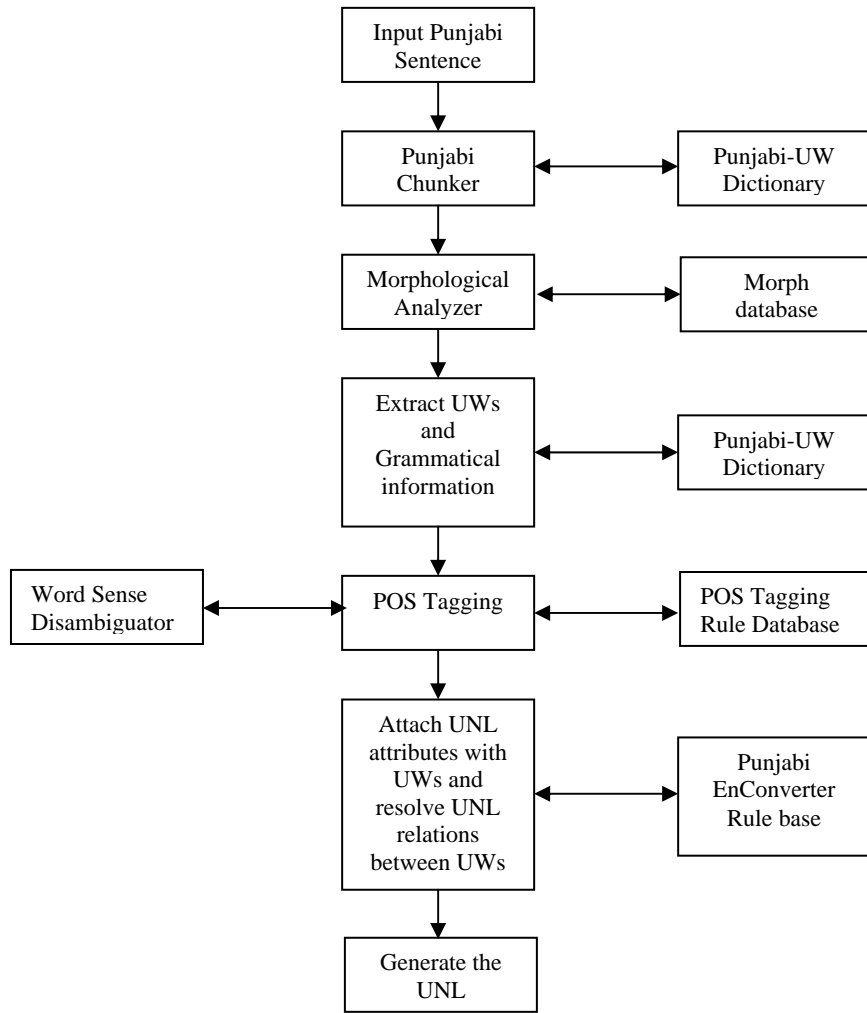 Input Punjabi
Sentence
Punjabi
Chunker
Punjabi-UW
Dictionary
Morphological
Analyzer
Morph
database
Extract UWs
and
Grammatical
information
Punjabi-UW
Dictionary
Word Sense
Disambiguator
POS Tagging
POS Tagging
Rule Database
Attach UNL
attributes with
UWs and
resolve UNL
relations
between UWs
Punjabi
EnConverter
Rule base
Generate the
UNL